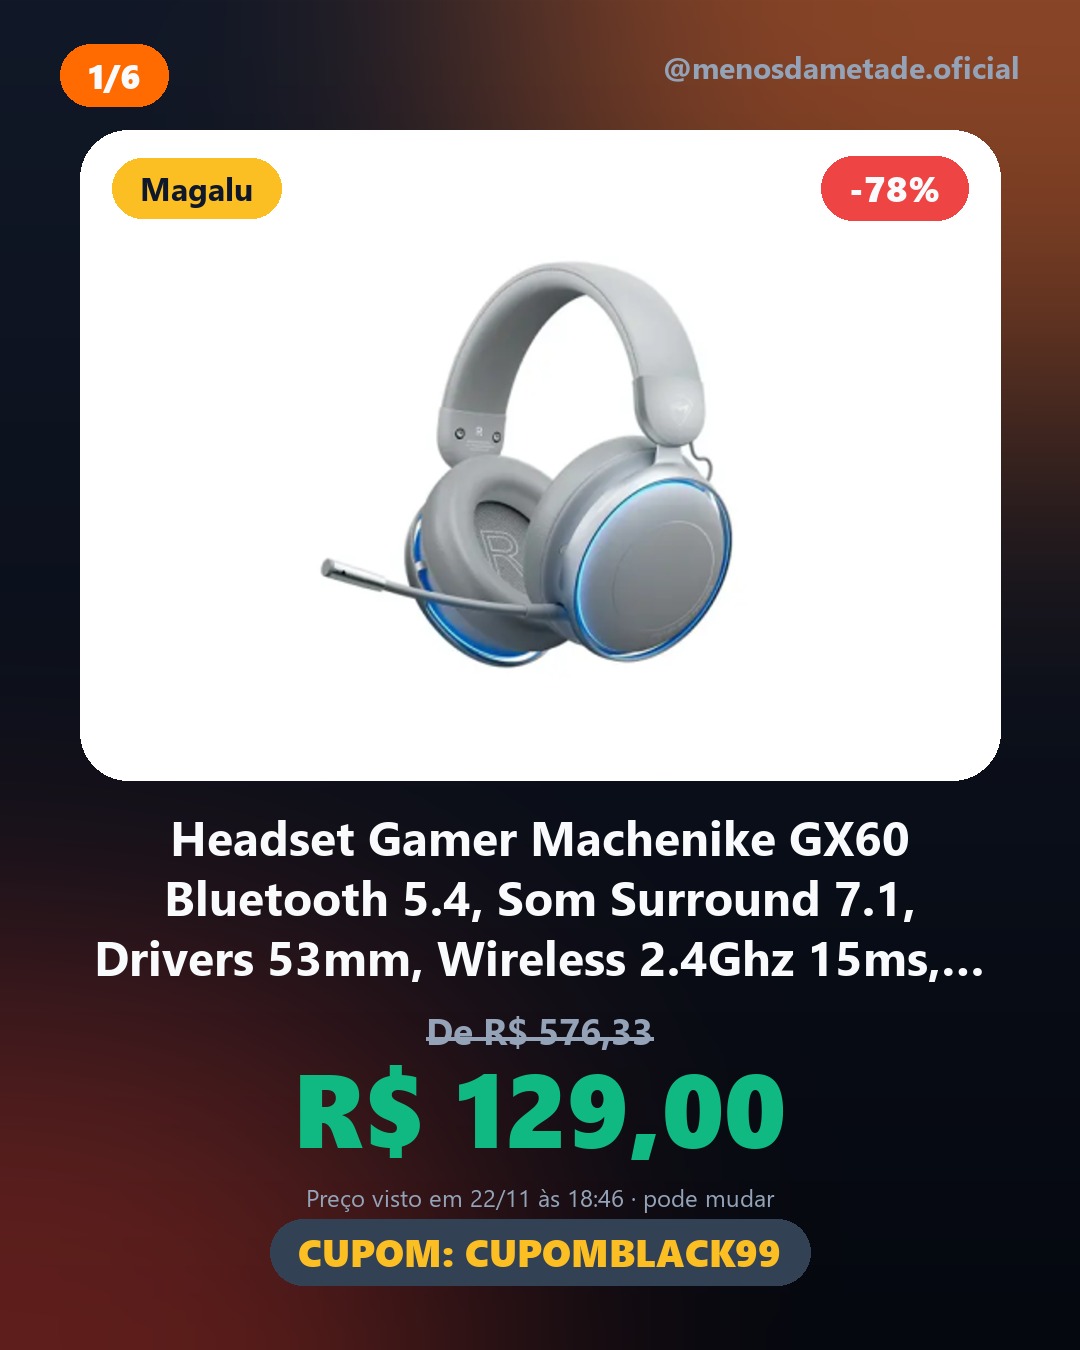 1/6
@menosdametade.oficial
Magalu
-78%
R
Headset Gamer Machenike GX60
Bluetooth 5.4, Som Surround 7.1,
Drivers 53mm, Wireless 2.4Ghz 15ms,...
De R$ 576,33
R$ 129,00
Preço visto em 22/11 às 18:46 · pode mudar
CUPOM: CUPOMBLACK99